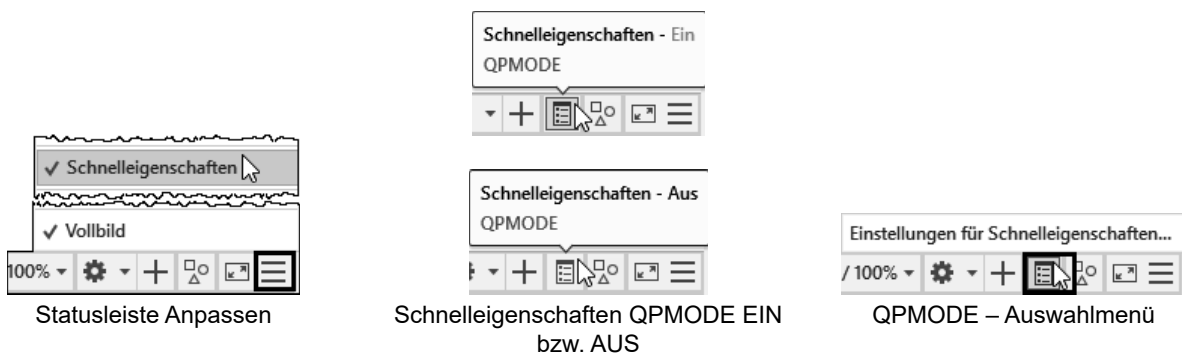 ✓ Schnelleigenschaften
✓ Vollbild
100%
Statusleiste Anpassen
Schnelleigenschaften - Ein
QPMODE
Schnelleigenschaften - Aus
QPMODE
Schnelleigenschaften QPMODE EIN
bzw. AUS
Einstellungen für Schnelleigenschaften...
/ 100%
QPMODE – Auswahlmenü